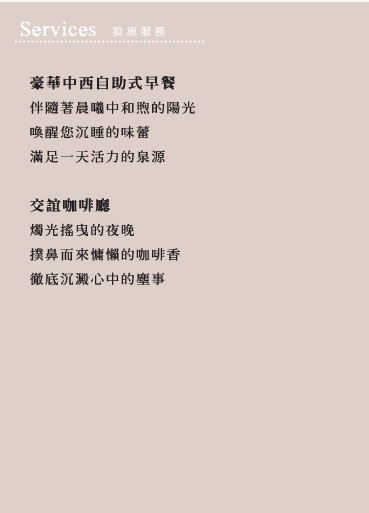 Services 設施服務
豪華中西自助式早餐
伴隨著晨曦中和煦的陽光
喚醒您沉睡的味蕾
滿足一天活力的泉源
交誼咖啡廳
燭光搖曳的夜晚
撲鼻而來慵懶的咖啡香
徹底沉澱心中的塵事